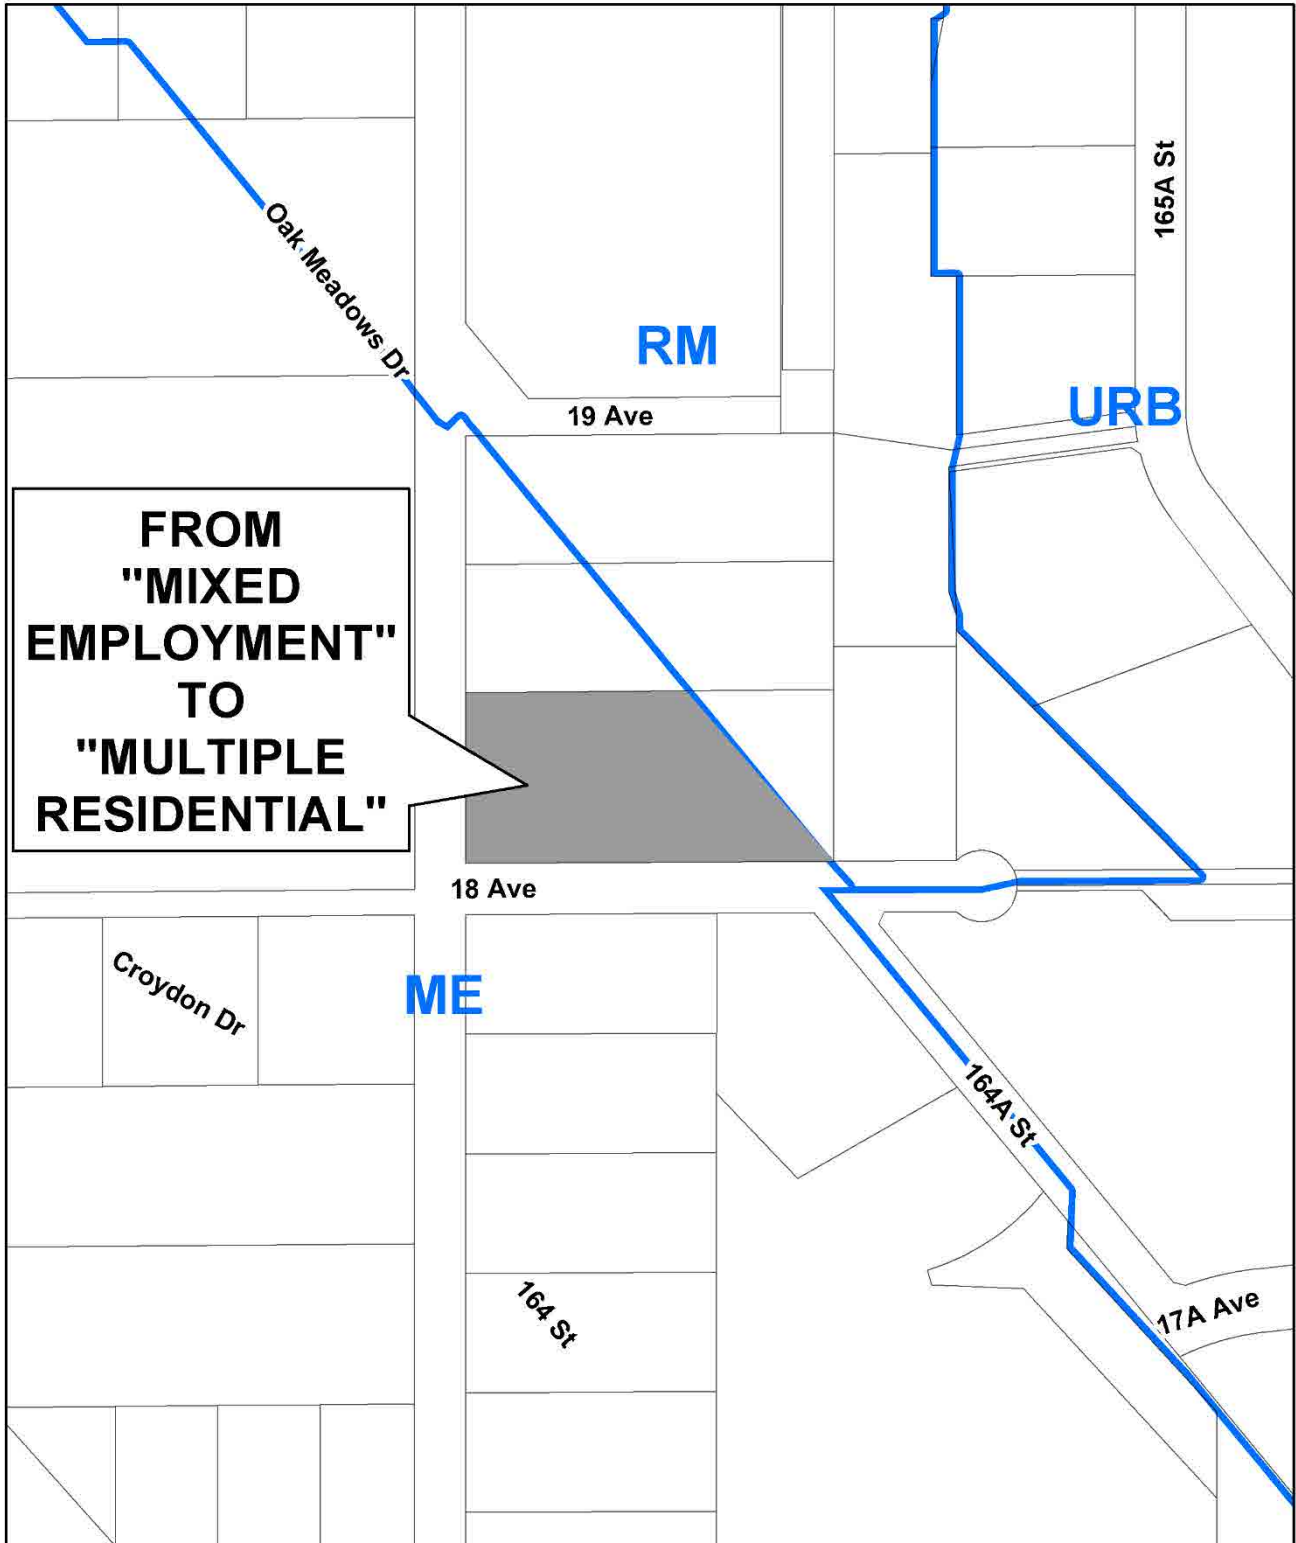 165A St
Oak Meadows Dr
RM
URB
19 Ave
FROM
"MIXED
EMPLOYMENT"
TO
"MULTIPLE
RESIDENTIAL"
18 Ave
Croydon Dr
ME
164A St
164 St
17A Ave